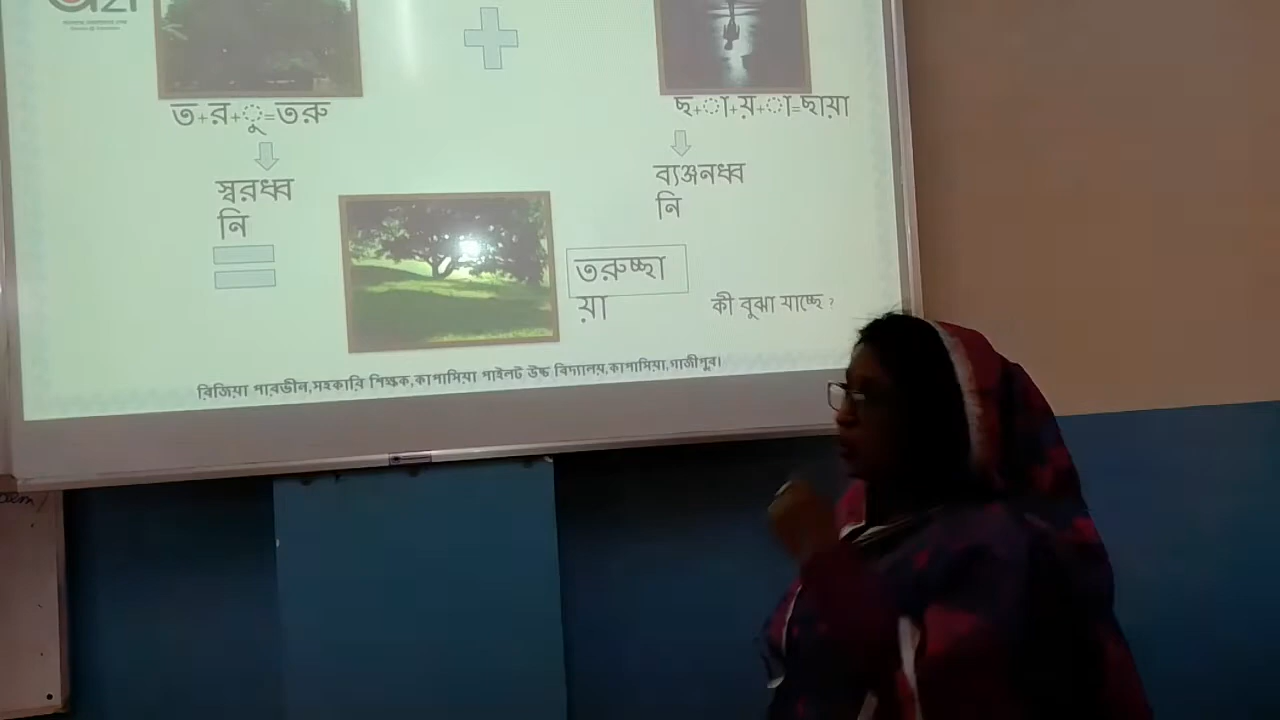 ত+র+ু=তরু
ছ+া+য়+া=ছায়া
স্বরধ্ব
নি
ব্যঞ্জনধ্ব
নি
তরুচ্ছা
য়া
কী বুঝা যাচ্ছে ?
রিজিয়া পারভীন,সহকারি শিক্ষক,কাপাসিয়া পাইলট উচ্চ বিদ্যালয়,কাপাসিয়া,গাজীপুর।